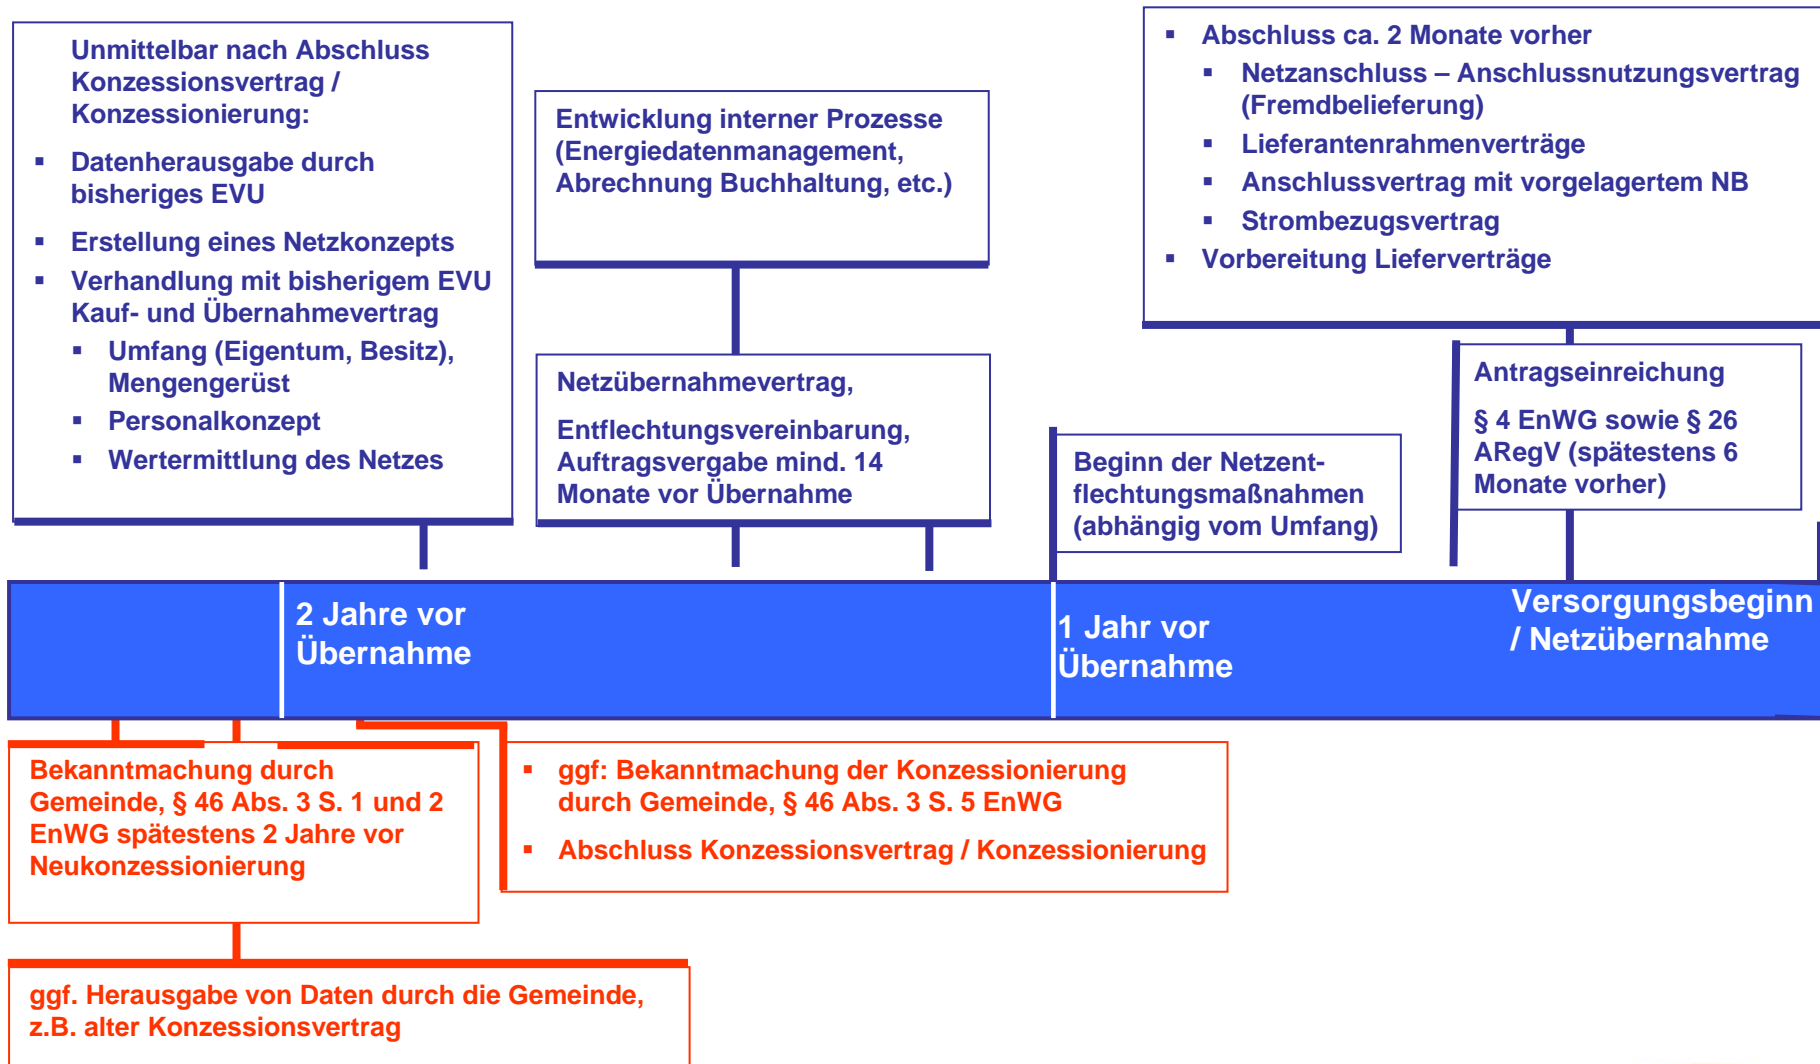 Unmittelbar nach Abschluss
Konzessionsvertrag /
Konzessionierung:
▪ Datenherausgabe durch
bisheriges EVU
▪ Erstellung eines Netzkonzepts
▪ Verhandlung mit bisherigem EVU
Kauf- und Übernahmevertrag
▪ Umfang (Eigentum, Besitz),
Mengengerüst
▪ Personalkonzept
▪ Wertermittlung des Netzes
Entwicklung interner Prozesse
(Energiedatenmanagement,
Abrechnung Buchhaltung, etc.)
Netzübernahmevertrag,
Entflechtungsvereinbarung,
Auftragsvergabe mind. 14
Monate vor Übernahme
Beginn der Netzent-
flechtungsmaßnahmen
(abhängig vom Umfang)
▪ Abschluss ca. 2 Monate vorher
▪ Netzanschluss – Anschlussnutzungsvertrag
(Fremdbelieferung)
▪ Lieferantenrahmenverträge
▪ Anschlussvertrag mit vorgelagertem NB
▪ Strombezugsvertrag
▪ Vorbereitung Lieferverträge
Antragseinreichung
§ 4 EnWG sowie § 26
ARegV (spätestens 6
Monate vorher)
2 Jahre vor
Übernahme
1 Jahr vor
Übernahme
Versorgungsbeginn
/ Netzübernahme
Bekanntmachung durch
Gemeinde, § 46 Abs. 3 S. 1 und 2
EnWG spätestens 2 Jahre vor
Neukonzessionierung
▪ ggf: Bekanntmachung der Konzessionierung
durch Gemeinde, § 46 Abs. 3 S. 5 EnWG
▪ Abschluss Konzessionsvertrag / Konzessionierung
ggf. Herausgabe von Daten durch die Gemeinde,
z.B. alter Konzessionsvertrag